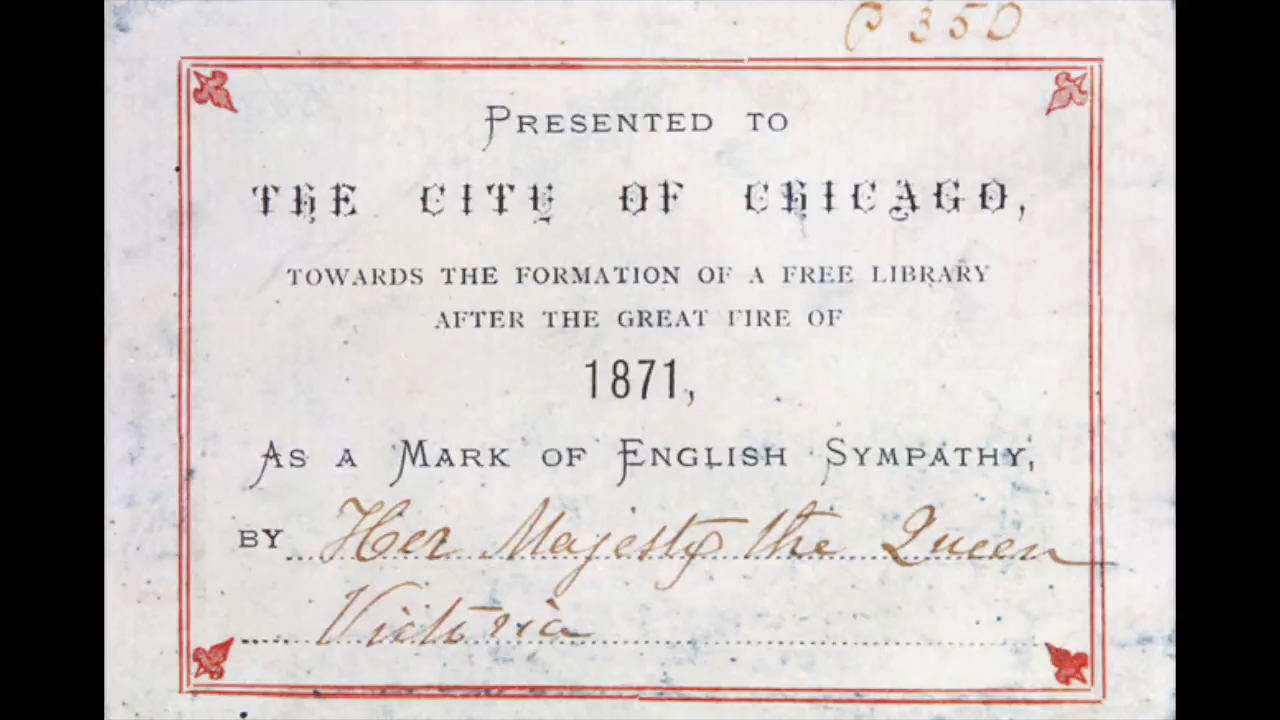 P 350
PRESENTED TO
THE CITY OF CHICAGO,
TOWARDS THE FORMATION OF A FREE LIBRARY
AFTER THE GREAT FIRE OF
1871,
AS A MARK OF ENGLISH SYMPATHY,
BY Her Majesty the Queen
Victoria